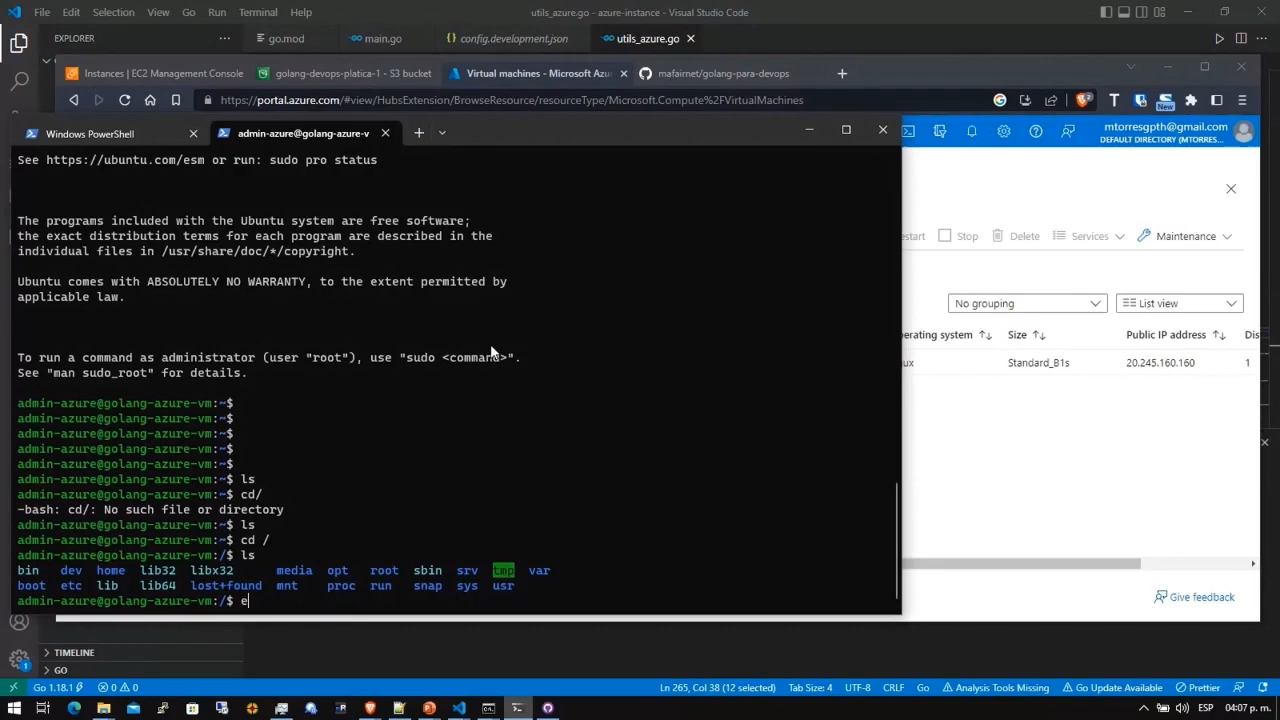 File Edit Selection View Go Run Terminal Help
utils_azure.go - azure-instance - Visual Studio Code
EXPLORER ···
go.mod
main.go
config.development.json
utils_azure.go
Instances | EC2 Management Console
golang-devops-platica-1 - S3 bucket
Virtual machines - Microsoft Azu
mafairnet/golang-para-devops
https://portal.azure.com/#view/HubsExtension/BrowseResource/resourceType/Microsoft.Compute%2FVirtualMachines
New
Windows PowerShell
admin-azure@golang-azure-v
mtorresgpth@gmail.com
DEFAULT DIRECTORY (MTORRES...
See https://ubuntu.com/esm or run: sudo pro status
The programs included with the Ubuntu system are free software;
the exact distribution terms for each program are described in the
individual files in /usr/share/doc/*/copyright.
Ubuntu comes with ABSOLUTELY NO WARRANTY, to the extent permitted by
applicable law.
To run a command as administrator (user "root"), use "sudo <command>".
See "man sudo_root" for details.
admin-azure@golang-azure-vm:~$
admin-azure@golang-azure-vm:~$
admin-azure@golang-azure-vm:~$
admin-azure@golang-azure-vm:~$
admin-azure@golang-azure-vm:~$
admin-azure@golang-azure-vm:~$ ls
admin-azure@golang-azure-vm:~$ cd/
-bash: cd/: No such file or directory
admin-azure@golang-azure-vm:~$ ls
admin-azure@golang-azure-vm:~$ cd /
admin-azure@golang-azure-vm:/$ ls
bin dev home lib32 libx32 media opt root sbin srv tmp var
boot etc lib lib64 lost+found mnt proc run snap sys usr
admin-azure@golang-azure-vm:/$ e
estart Stop Delete Services Maintenance
No grouping
List view
erating system Size Public IP address Dis
ux Standard_B1s 20.245.160.160 1
Give feedback
TIMELINE
GO
1
Go 1.18.1 0 0
Ln 265, Col 38 (12 selected) Tab Size: 4 UTF-8 CRLF Go Analysis Tools Missing Go Update Available Prettier
ESP 04:07 p. m.